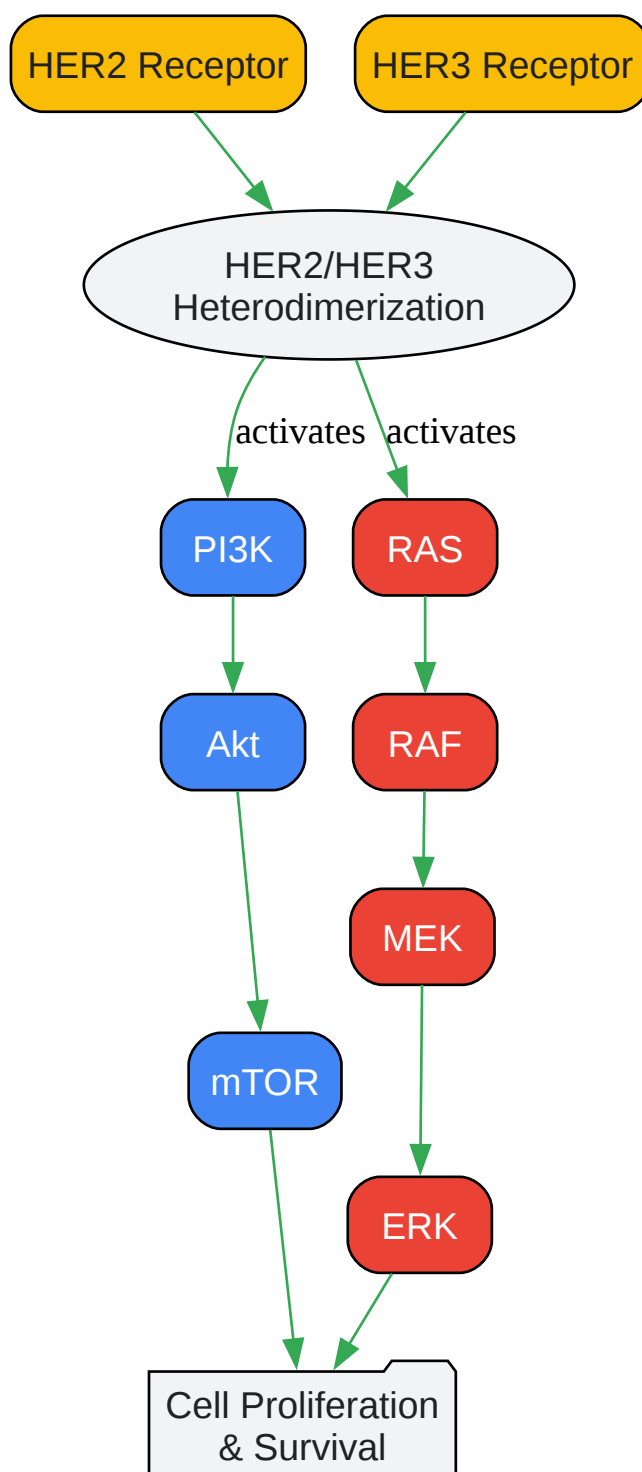 HER2 Receptor
HER3 Receptor
HER2/HER3
Heterodimerization
activates
activates
PI3K
RAS
Akt
RAF
MEK
mTOR
ERK
Cell Proliferation
& Survival